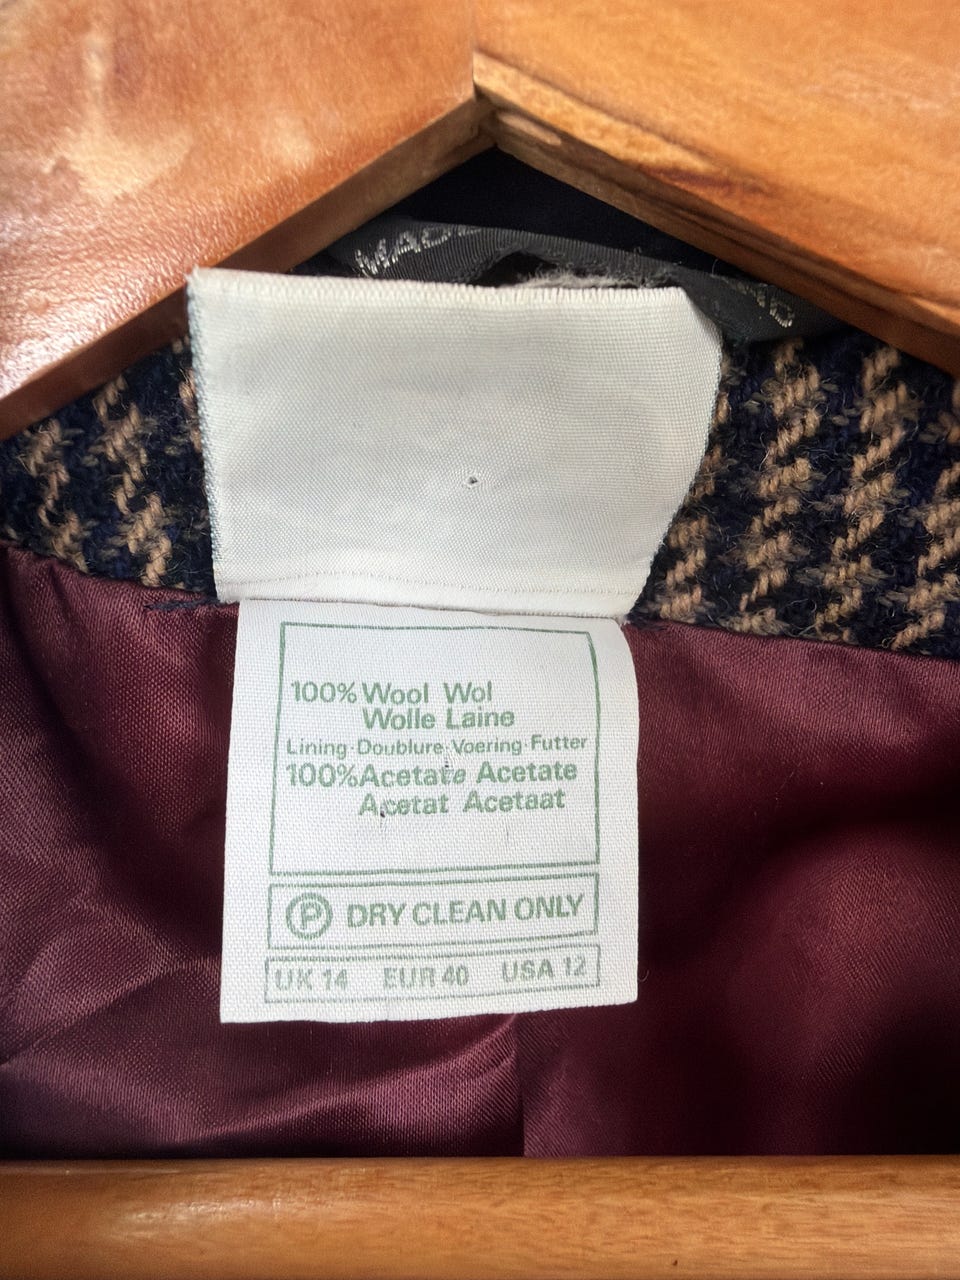 MADE
100% Wool Wol
Wolle Laine
Lining·Doublure·Voering·Futter
100% Acetate Acetate
Acetat Acetaat
P DRY CLEAN ONLY
UK 14 EUR 40 USA 12